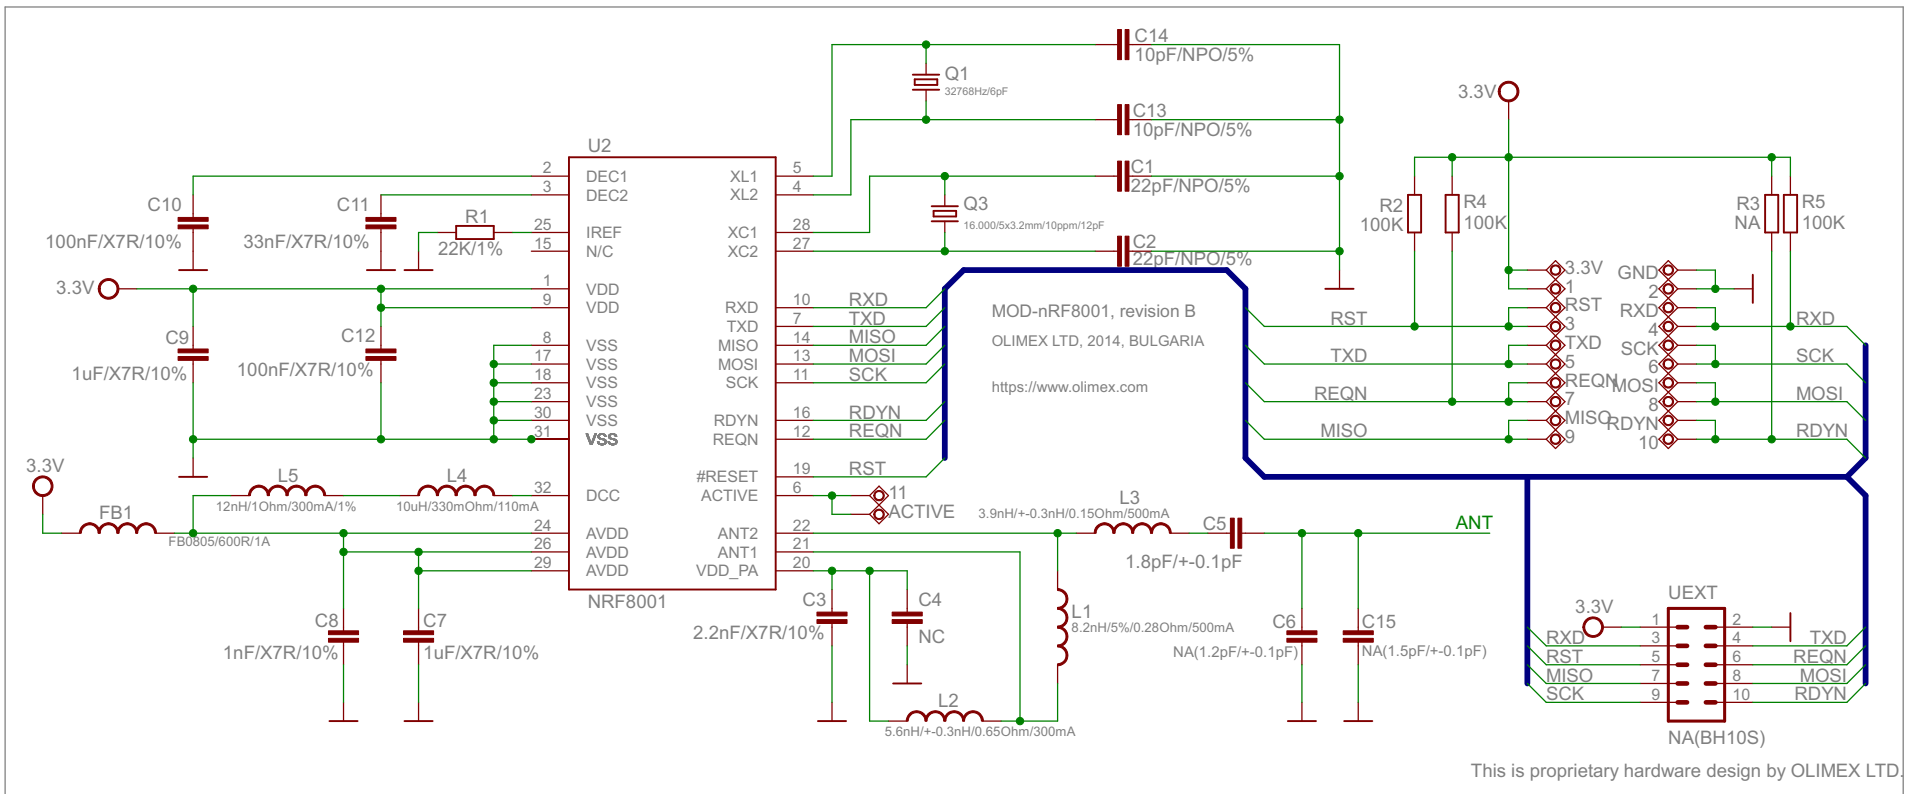 C14
10pF/NPO/5%
Q1
32768Hz/6pF
C13
10pF/NPO/5%
C1
22pF/NPO/5%
Q3
16.000/5x3.2mm/10ppm/12pF
C2
22pF/NPO/5%
U2
2 DEC1 XL1 5
3 DEC2 XL2 4
25 IREF XC1 28
15 N/C XC2 27
1 VDD
9 VDD RXD 10 RXD
TXD 7 TXD
8 VSS MISO 14 MISO
17 VSS MOSI 13 MOSI
18 VSS SCK 11 SCK
23 VSS
30 VSS RDYN 16 RDYN
31 VSS REQN 12 REQN
#RESET 19 RST
32 DCC ACTIVE 6
24 AVDD ANT2 22
26 AVDD ANT1 21
29 AVDD VDD_PA 20
NRF8001
C10
100nF/X7R/10%
C11
33nF/X7R/10%
R1
22K/1%
3.3V
C9
1uF/X7R/10%
C12
100nF/X7R/10%
3.3V
L5
12nH/1Ohm/300mA/1%
L4
10uH/330mOhm/110mA
FB1
FB0805/600R/1A
C8
1nF/X7R/10%
C7
1uF/X7R/10%
11
ACTIVE
C3
2.2nF/X7R/10%
C4
NC
L2
5.6nH/+-0.3nH/0.65Ohm/300mA
L1
8.2nH/5%/0.28Ohm/500mA
L3
3.9nH/+-0.3nH/0.15Ohm/500mA
C5
1.8pF/+-0.1pF
ANT
C6
NA(1.2pF/+-0.1pF)
C15
NA(1.5pF/+-0.1pF)
MOD-nRF8001, revision B
OLIMEX LTD, 2014, BULGARIA
https://www.olimex.com
3.3V
R2
100K
R4
100K
R3
NA
R5
100K
3.3V GND
1 2
RST RXD
RST 3 4 RXD
TXD SCK
TXD 5 6 SCK
REQN MOSI
REQN 7 8 MOSI
MISO RDYN
MISO 9 10 RDYN
UEXT
3.3V 1 2
RXD 3 4 TXD
RST 5 6 REQN
MISO 7 8 MOSI
SCK 9 10 RDYN
NA(BH10S)
This is proprietary hardware design by OLIMEX LTD.